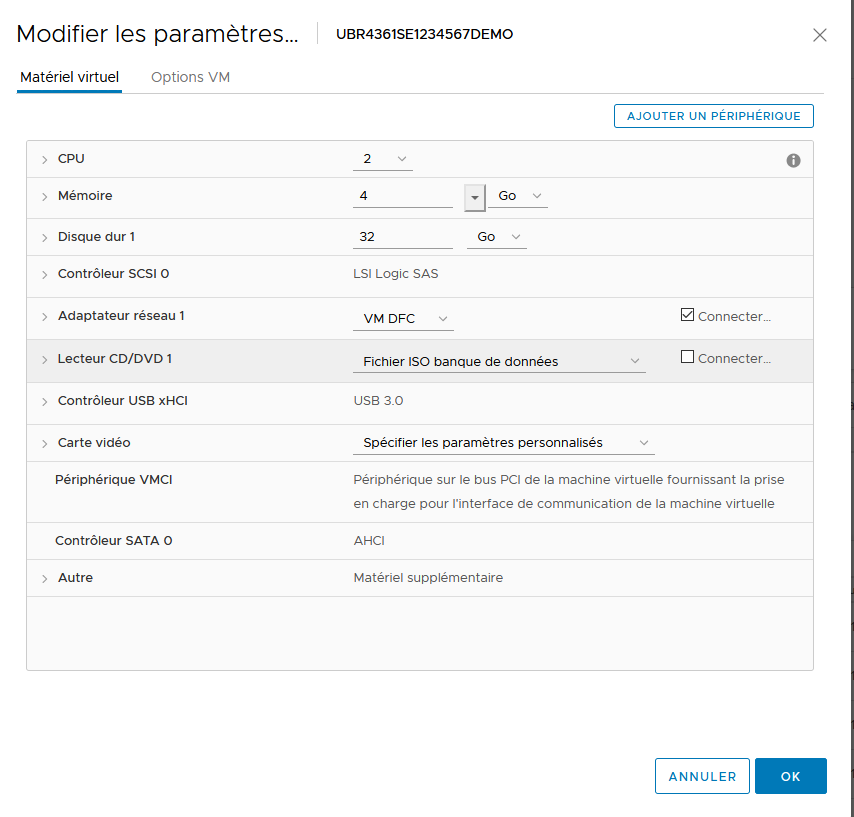 Modifier les paramètres... UBR4361SE1234567DEMO
Matériel virtuel Options VM
AJOUTER UN PÉRIPHÉRIQUE
CPU 2
Mémoire 4 Go
Disque dur 1 32 Go
Contrôleur SCSI 0 LSI Logic SAS
Adaptateur réseau 1 VM DFC Connecter...
Lecteur CD/DVD 1 Fichier ISO banque de données Connecter...
Contrôleur USB xHCI USB 3.0
Carte vidéo Spécifier les paramètres personnalisés
Périphérique VMCI Périphérique sur le bus PCI de la machine virtuelle fournissant la prise
en charge pour l'interface de communication de la machine virtuelle
Contrôleur SATA 0 AHCI
Autre Matériel supplémentaire
ANNULER OK